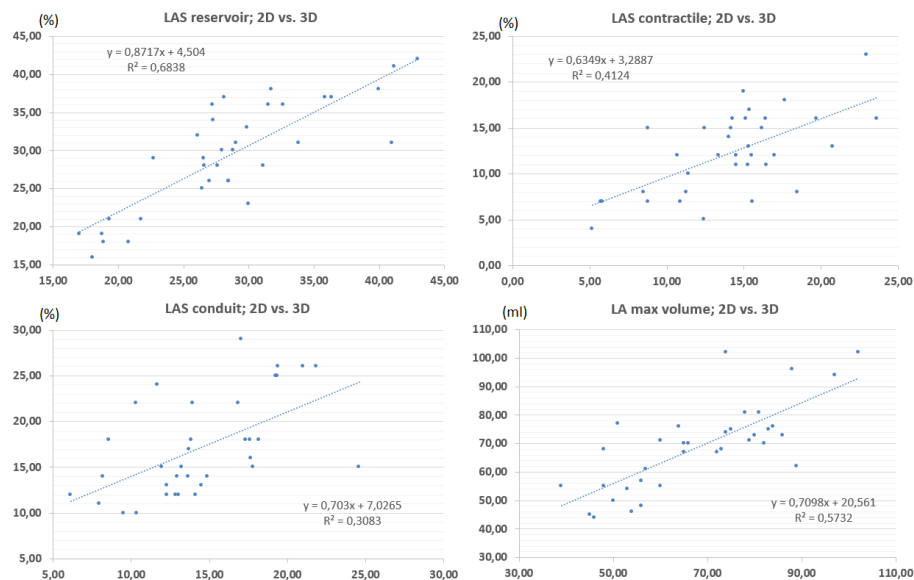 LAS reservoir; 2D vs. 3D
(%)
45,00
40,00
35,00
30,00
25,00
20,00
15,00
y = 0,8717x + 4,504
R² = 0,6838
15,00 20,00 25,00 30,00 35,00 40,00 45,00
LAS contractile; 2D vs. 3D
(%)
25,00
20,00
15,00
10,00
5,00
0,00
y = 0,6349x + 3,2887
R² = 0,4124
0,00 5,00 10,00 15,00 20,00 25,00
LAS conduit; 2D vs. 3D
(%)
30,00
25,00
20,00
15,00
10,00
5,00
y = 0,703x + 7,0265
R² = 0,3083
5,00 10,00 15,00 20,00 25,00 30,00
LA max volume; 2D vs. 3D
(ml)
110,00
100,00
90,00
80,00
70,00
60,00
50,00
40,00
30,00
y = 0,7098x + 20,561
R² = 0,5732
30,00 50,00 70,00 90,00 110,00